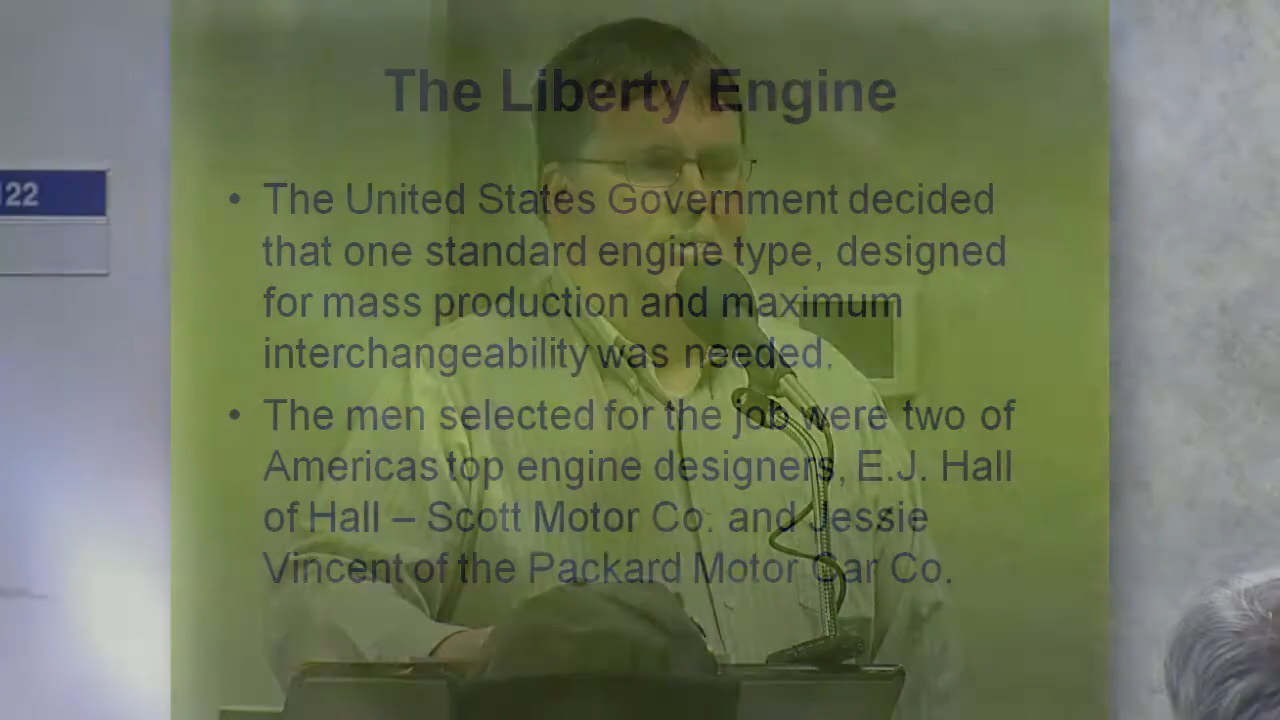 The Liberty Engine
122
• The United States Government decided
that one standard engine type, designed
for mass production and maximum
interchangeability was needed.
• The men selected for the job were two of
Americas top engine designers, E.J. Hall
of Hall – Scott Motor Co. and Jessie
Vincent of the Packard Motor Car Co.